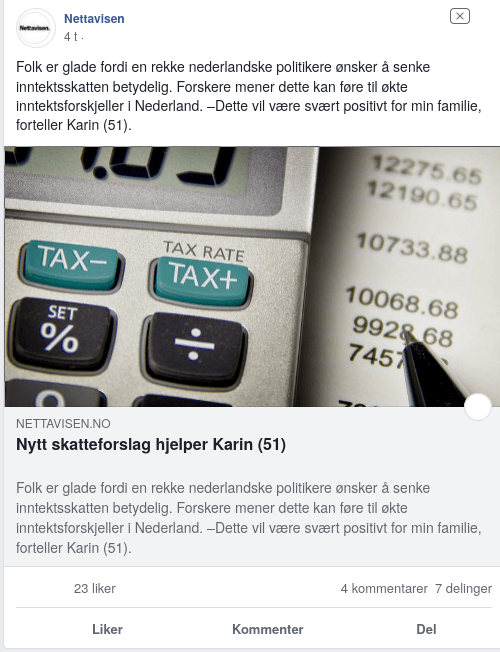 Nettavisen.
Nettavisen
4 t ·
Folk er glade fordi en rekke nederlandske politikere ønsker å senke
inntektsskatten betydelig. Forskere mener dette kan føre til økte
inntektsforskjeller i Nederland. –Dette vil være svært positivt for min familie,
forteller Karin (51).
12275.65
12190.65
10733.88
10068.68
9928.68
7457
TAX−
TAX RATE
TAX+
SET
%
÷
NETTAVISEN.NO
Nytt skatteforslag hjelper Karin (51)
Folk er glade fordi en rekke nederlandske politikere ønsker å senke
inntektsskatten betydelig. Forskere mener dette kan føre til økte
inntektsforskjeller i Nederland. –Dette vil være svært positivt for min familie,
forteller Karin (51).
23 liker
4 kommentarer 7 delinger
Liker
Kommenter
Del